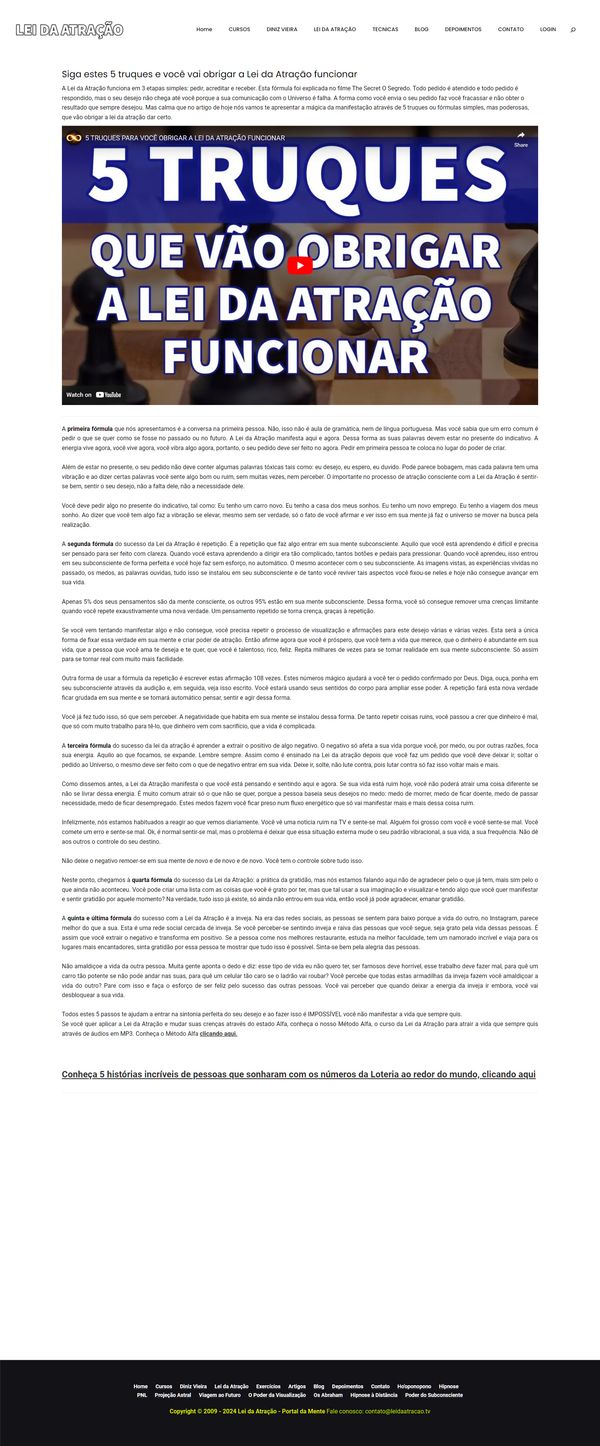 LEI DA ATRAÇÃO
Home CURSOS DINIZ VIEIRA LEI DA ATRAÇÃO TECNICAS BLOG DEPOIMENTOS CONTATO LOGIN
Siga estes 5 truques e você vai obrigar a Lei da Atração funcionar
A Lei da Atração funciona em 3 etapas simples: pedir, acreditar e receber. Esta fórmula foi explicada no filme The Secret O Segredo. Todo pedido é atendido e todo pedido é
respondido, mas o seu desejo não chega até você porque a sua comunicação com o Universo é falha. A forma como você envia o seu pedido faz você fracassar e não obter o
resultado que sempre desejou. Mas calma que no artigo de hoje nós vamos te apresentar a mágica da manifestação através de 5 truques ou fórmulas simples, mas poderosas,
que vão obrigar a lei da atração dar certo.
5 TRUQUES PARA VOCÊ OBRIGAR A LEI DA ATRAÇÃO FUNCIONAR
Share
5 TRUQUES
QUE VÃO OBRIGAR
A LEI DA ATRAÇÃO
FUNCIONAR
Watch on YouTube
A primeira fórmula que nós apresentamos é a conversa na primeira pessoa. Não, isso não é aula de gramática, nem de língua portuguesa. Mas você sabia que um erro comum é
pedir o que se quer como se fosse no passado ou no futuro. A Lei da Atração manifesta aqui e agora. Dessa forma as suas palavras devem estar no presente do indicativo. A
energia vive agora, você vive agora, você vibra algo agora, portanto, o seu pedido deve ser feito no agora. Pedir em primeira pessoa te coloca no lugar do poder de criar.
Além de estar no presente, o seu pedido não deve conter algumas palavras tóxicas tais como: eu desejo, eu espero, eu duvido. Pode parece bobagem, mas cada palavra tem uma
vibração e ao dizer certas palavras você sente algo bom ou ruim, sem muitas vezes, nem perceber. O importante no processo de atração consciente com a Lei da Atração é sentir-
se bem, sentir o seu desejo, não a falta dele, não a necessidade dele.
Você deve pedir algo no presente do indicativo, tal como: Eu tenho um carro novo. Eu tenho a casa dos meus sonhos. Eu tenho um novo emprego. Eu tenho a viagem dos meus
sonho. Ao dizer que você tem algo faz a vibração se elevar, mesmo sem ser verdade, só o fato de você afirmar e ver isso em sua mente já faz o universo se mover na busca pela
realização.
A segunda fórmula do sucesso da Lei da Atração é repetição. É a repetição que faz algo entrar em sua mente subconsciente. Aquilo que você está aprendendo é difícil e precisa
ser pensado para ser feito com clareza. Quando você estava aprendendo a dirigir era tão complicado, tantos botões e pedais para pressionar. Quando você aprendeu, isso entrou
em seu subconsciente de forma perfeita e você hoje faz sem esforço, no automático. O mesmo acontecer com o seu subconsciente. As imagens vistas, as experiências vividas no
passado, os medos, as palavras ouvidas, tudo isso se instalou em seu subconsciente e de tanto você reviver tais aspectos você fixou-se neles e hoje não consegue avançar em
sua vida.
Apenas 5% dos seus pensamentos são da mente consciente, os outros 95% estão em sua mente subconsciente. Dessa forma, você só consegue remover uma crenças limitante
quando você repete exaustivamente uma nova verdade. Um pensamento repetido se torna crença, graças à repetição.
Se você vem tentando manifestar algo e não consegue, você precisa repetir o processo de visualização e afirmações para este desejo várias e várias vezes. Esta será a única
forma de fixar essa verdade em sua mente e criar poder de atração. Então afirme agora que você é próspero, que você tem a vida que merece, que o dinheiro é abundante em sua
vida, que a pessoa que você ama te deseja e te quer, que você é talentoso, rico, feliz. Repita milhares de vezes para se tornar realidade em sua mente subconsciente. Só assim
para se tornar real com muito mais facilidade.
Outra forma de usar a fórmula da repetição é escrever estas afirmação 108 vezes. Estes números mágico ajudará a você ter o pedido confirmado por Deus. Diga, ouça, ponha em
seu subconsciente através da audição e, em seguida, veja isso escrito. Você estará usando seus sentidos do corpo para ampliar esse poder. A repetição fará esta nova verdade
ficar grudada em sua mente e se tornará automático pensar, sentir e agir dessa forma.
Você já fez tudo isso, só que sem perceber. A negatividade que habita em sua mente se instalou dessa forma. De tanto repetir coisas ruins, você passou a crer que dinheiro é mal,
que só com muito trabalho para tê-lo, que dinheiro vem com sacrifício, que a vida é complicada.
A terceira fórmula do sucesso da lei da atração é aprender a extrair o positivo de algo negativo. O negativo só afeta a sua vida porque você, por medo, ou por outras razões, foca
sua energia. Aquilo ao que focamos, se expande. Lembre sempre. Assim como é ensinado na Lei da atração depois que você faz um pedido que você deve deixar ir, soltar o
pedido ao Universo, o mesmo deve ser feito com o que de negativo entrar em sua vida. Deixe ir, solte, não lute contra, pois lutar contra só faz isso voltar mais e mais.
Como dissemos antes, a Lei da Atração manifesta o que você está pensando e sentindo aqui e agora. Se sua vida está ruim hoje, você não poderá atrair uma coisa diferente se
não se livrar dessa energia. É muito comum atrair só o que não se quer, porque a pessoa baseia seus desejos no medo: medo de morrer, medo de ficar doente, medo de passar
necessidade, medo de ficar desempregado. Estes medos fazem você ficar preso num fluxo energético que só vai manifestar mais e mais dessa coisa ruim.
Infelizmente, nós estamos habituados a reagir ao que vemos diariamente. Você vê uma notícia ruim na TV e sente-se mal. Alguém foi grosso com você e você sente-se mal. Você
comete um erro e sente-se mal. Ok, é normal sentir-se mal, mas o problema é deixar que essa situação externa mude o seu padrão vibracional, a sua vida, a sua frequência. Não dê
aos outros o controle do seu destino.
Não deixe o negativo remoer-se em sua mente de novo e de novo e de novo. Você tem o controle sobre tudo isso.
Neste ponto, chegamos à quarta fórmula do sucesso da Lei da Atração: a prática da gratidão, mas nós estamos falando aqui não de agradecer pelo o que já tem, mais sim pelo o
que ainda não aconteceu. Você pode criar uma lista com as coisas que você é grato por ter, mas que tal usar a sua imaginação e visualizar-e tendo algo que você quer manifestar
e sentir gratidão por aquele momento? Na verdade, tudo isso já existe, só ainda não entrou em sua vida, então você já pode agradecer, emanar gratidão.
A quinta e última fórmula do sucesso com a Lei da Atração é a inveja. Na era das redes sociais, as pessoas se sentem para baixo porque a vida do outro, no Instagram, parece
melhor do que a sua. Esta é uma rede social cercada de inveja. Se você perceber-se sentindo inveja e raiva das pessoas que você segue, seja grato pela vida dessas pessoas. É
assim que você extrair o negativo e transforma em positivo. Se a pessoa come nos melhores restaurante, estuda na melhor faculdade, tem um namorado incrível e viaja para os
lugares mais encantadores, sinta gratidão por essa pessoa te mostrar que tudo isso é possível. Sinta-se bem pela alegria das pessoas.
Não amaldiçoe a vida da outra pessoa. Muita gente aponta o dedo e diz: esse tipo de vida eu não quero ter, ser famosos deve horrível, esse trabalho deve fazer mal, para quê um
carro tão potente se não pode andar nas suas, para quê um celular tão caro se o ladrão vai roubar? Você percebe que todas estas armadilhas da inveja fazem você amaldiçoar a
vida do outro? Pare com isso e faça o esforço de ser feliz pelo sucesso das outras pessoas. Você vai perceber que quando deixar a energia da inveja ir embora, você vai
desbloquear a sua vida.
Todos estes 5 passos te ajudam a entrar na sintonia perfeita do seu desejo e ao fazer isso é IMPOSSÍVEL você não manifestar a vida que sempre quis.
Se você quer aplicar a Lei da Atração e mudar suas crenças através do estado Alfa, conheça o nosso Método Alfa, o curso da Lei da Atração para atrair a vida que sempre quis
através de áudios em MP3. Conheça o Método Alfa clicando aqui.
Conheça 5 histórias incríveis de pessoas que sonharam com os números da Loteria ao redor do mundo, clicando aqui
Home Cursos Diniz Vieira Lei da Atração Exercícios Artigos Blog Depoimentos Contato Ho'oponopono Hipnose
PNL Projeção Astral Viagem ao Futuro O Poder da Visualização Os Abraham Hipnose à Distância Poder do Subconsciente
Copyright © 2009 - 2024 Lei da Atração - Portal da Mente Fale conosco: contato@leidaatracao.tv